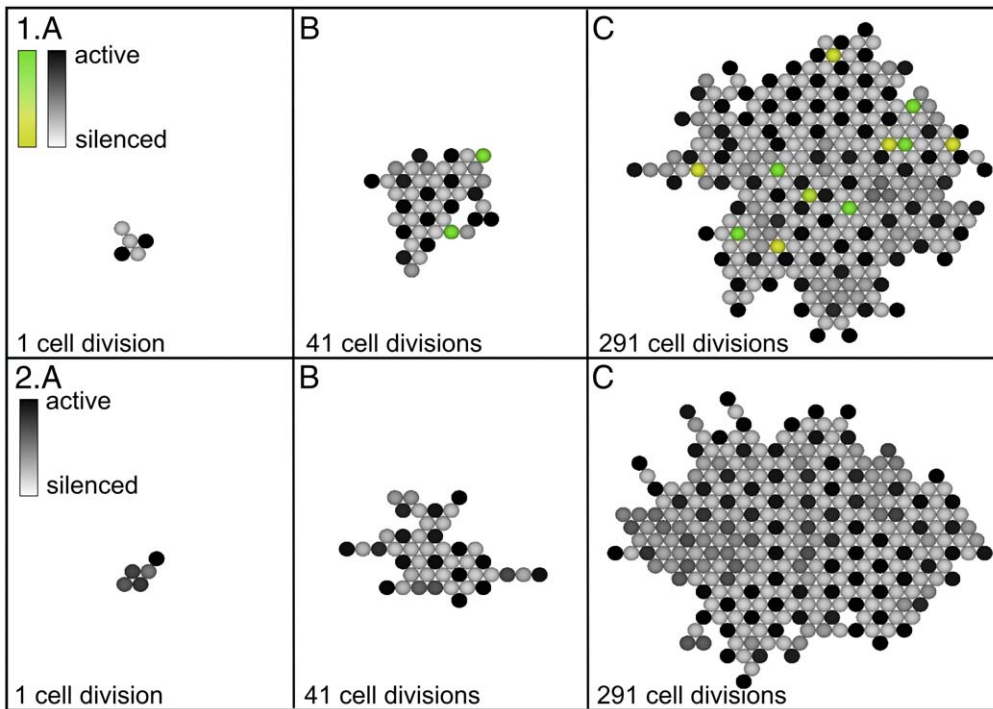 1.A
active
silenced
1 cell division
B
41 cell divisions
C
291 cell divisions
2.A
active
silenced
1 cell division
B
41 cell divisions
C
291 cell divisions